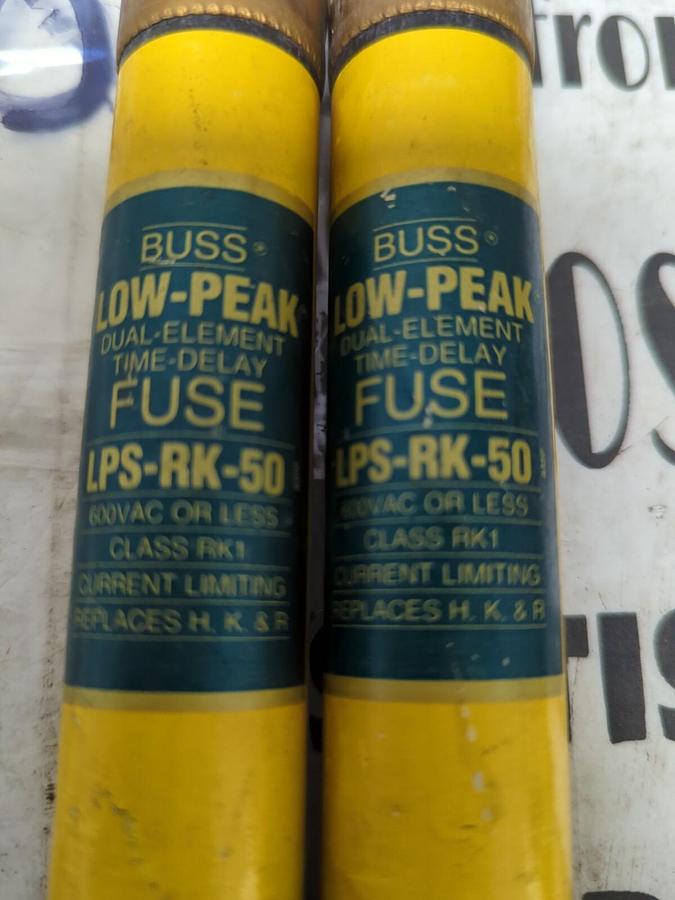 BUSS®
LOW-PEAK
DUAL-ELEMENT
TIME-DELAY
FUSE
LPS-RK-50
600VAC OR LESS
CLASS RK1
CURRENT LIMITING
REPLACES H, K, & R
BUSS®
LOW-PEAK
DUAL-ELEMENT
TIME-DELAY
FUSE
LPS-RK-50
600VAC OR LESS
CLASS RK1
CURRENT LIMITING
REPLACES H, K, & R